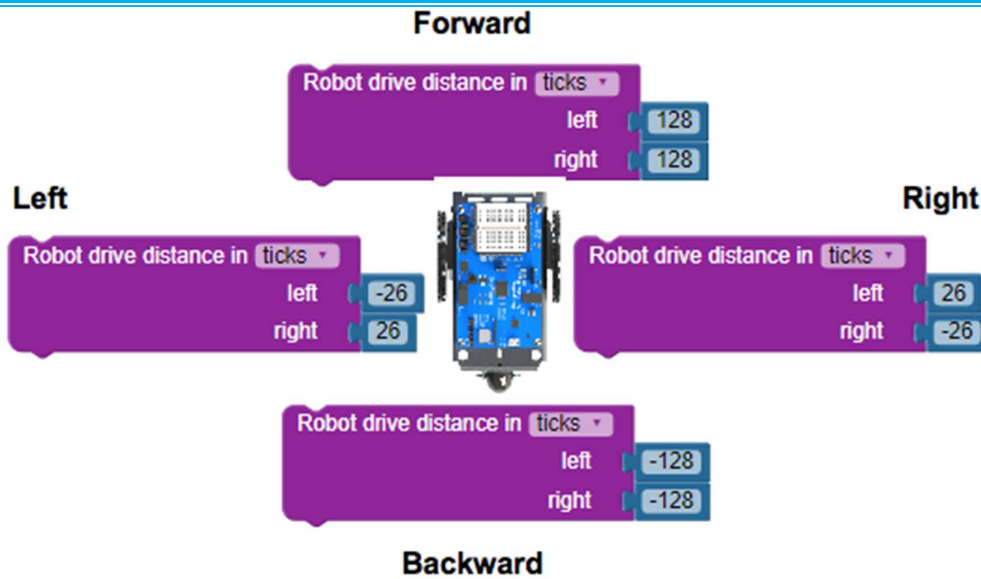 Forward
Robot drive distance in ticks
left 128
right 128
Left
Right
Robot drive distance in ticks
left -26
right 26
Robot drive distance in ticks
left 26
right -26
Robot drive distance in ticks
left -128
right -128
Backward